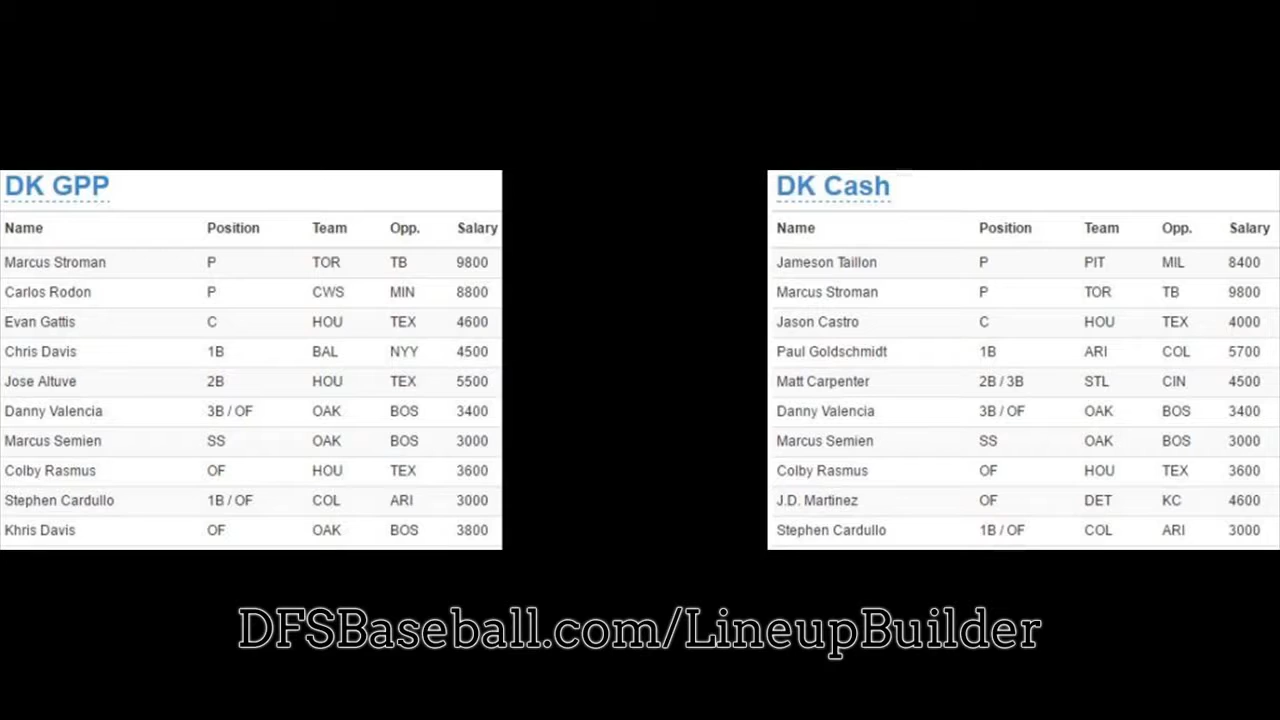 DK GPP
Name Position Team Opp. Salary
Marcus Stroman P TOR TB 9800
Carlos Rodon P CWS MIN 8800
Evan Gattis C HOU TEX 4600
Chris Davis 1B BAL NYY 4500
Jose Altuve 2B HOU TEX 5500
Danny Valencia 3B / OF OAK BOS 3400
Marcus Semien SS OAK BOS 3000
Colby Rasmus OF HOU TEX 3600
Stephen Cardullo 1B / OF COL ARI 3000
Khris Davis OF OAK BOS 3800
DK Cash
Name Position Team Opp. Salary
Jameson Taillon P PIT MIL 8400
Marcus Stroman P TOR TB 9800
Jason Castro C HOU TEX 4000
Paul Goldschmidt 1B ARI COL 5700
Matt Carpenter 2B / 3B STL CIN 4500
Danny Valencia 3B / OF OAK BOS 3400
Marcus Semien SS OAK BOS 3000
Colby Rasmus OF HOU TEX 3600
J.D. Martinez OF DET KC 4600
Stephen Cardullo 1B / OF COL ARI 3000
DFSBaseball.com/LineupBuilder